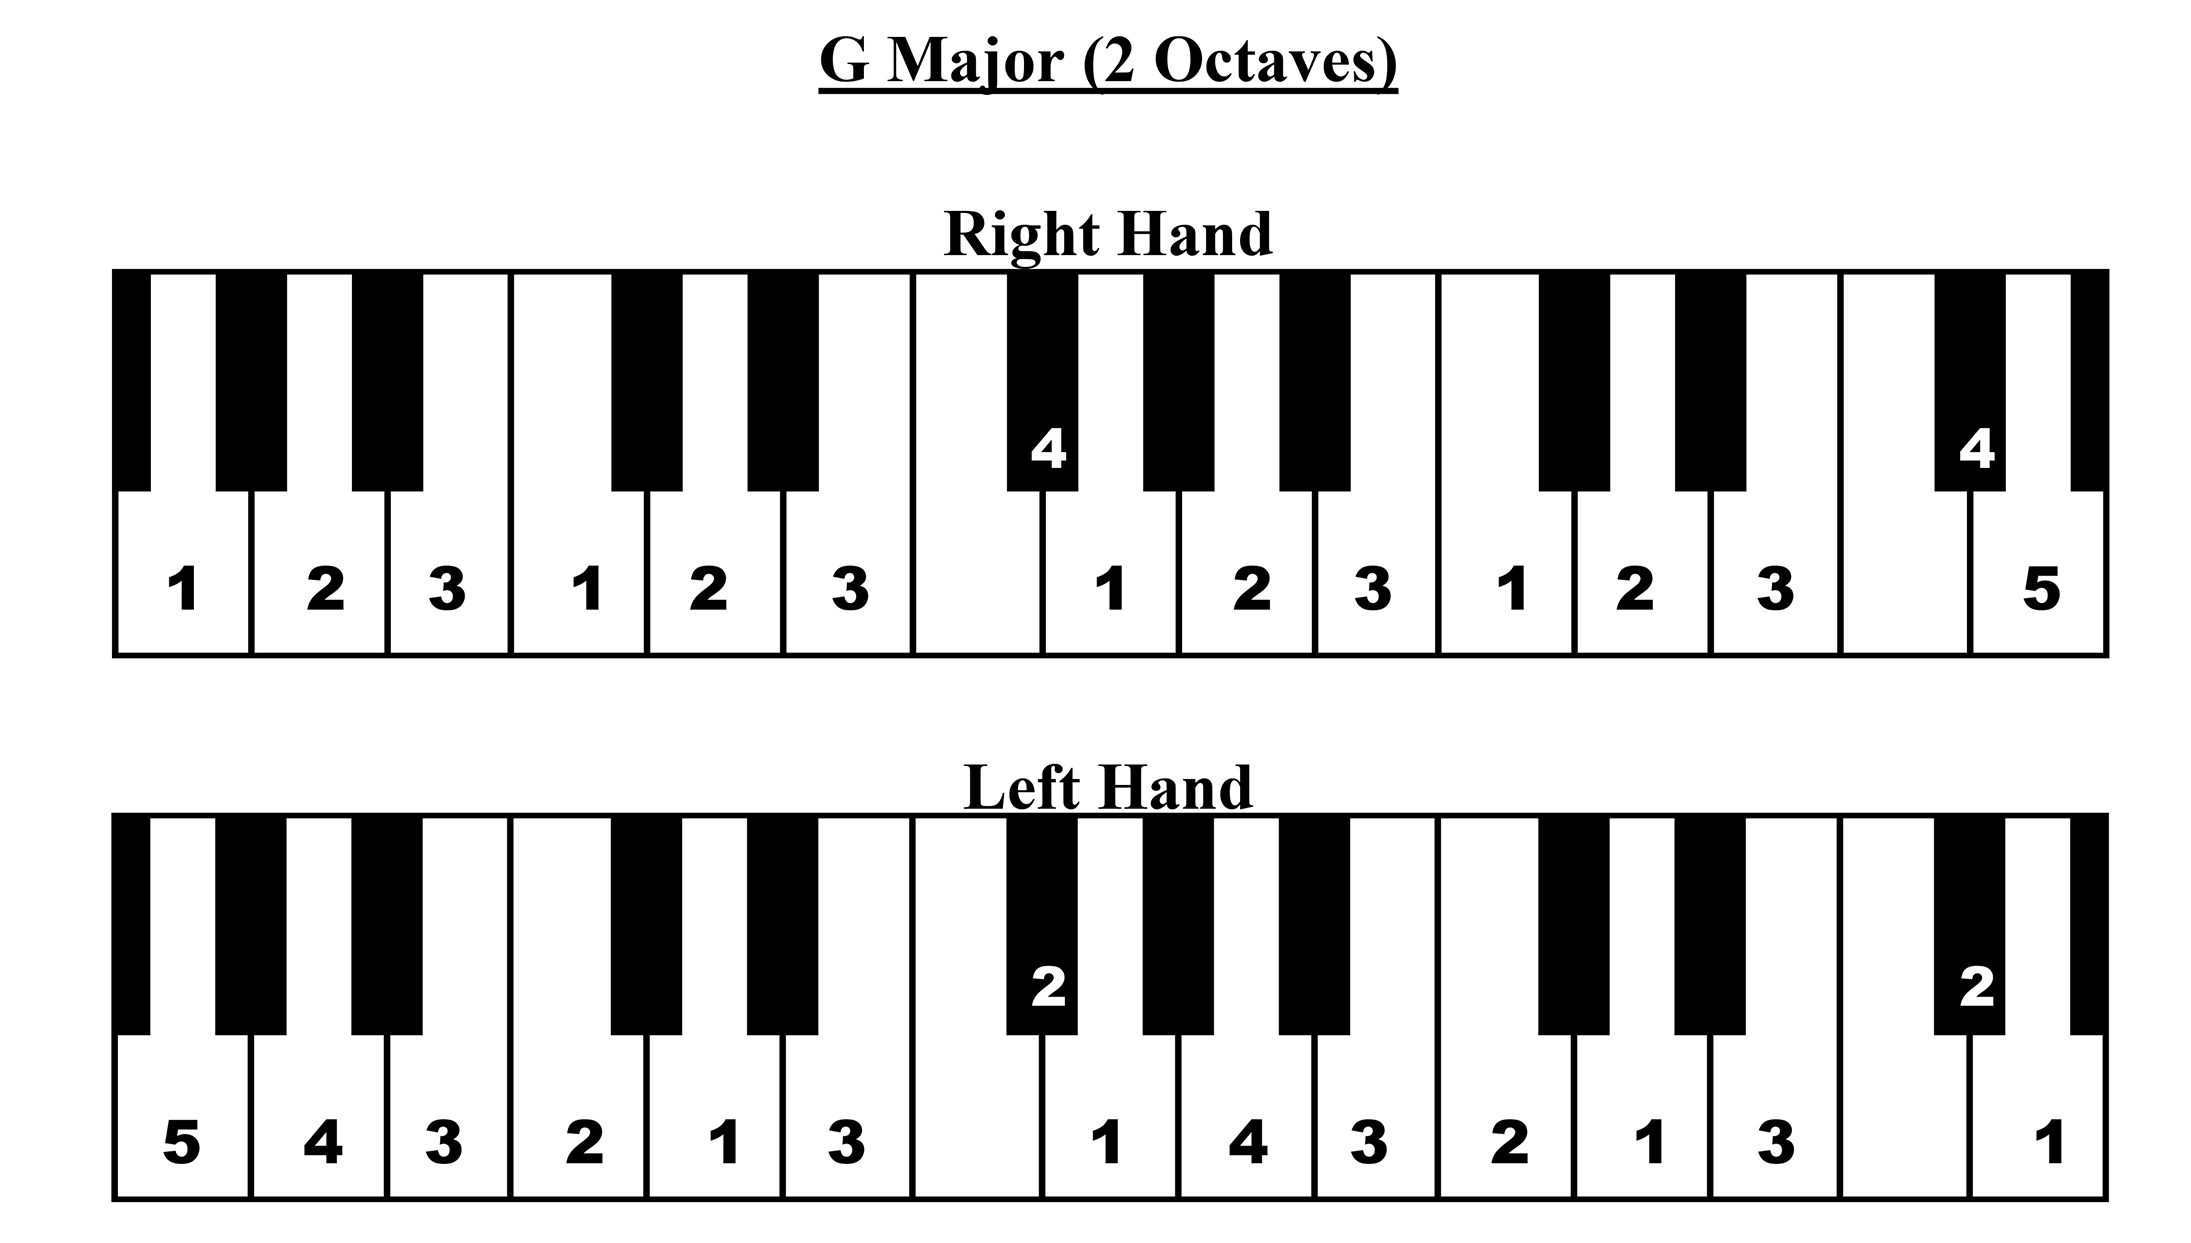 G Major (2 Octaves)
Right Hand
4 4
1 2 3 1 2 3 1 2 3 1 2 3 5
Left Hand
2 2
5 4 3 2 1 3 1 4 3 2 1 3 1